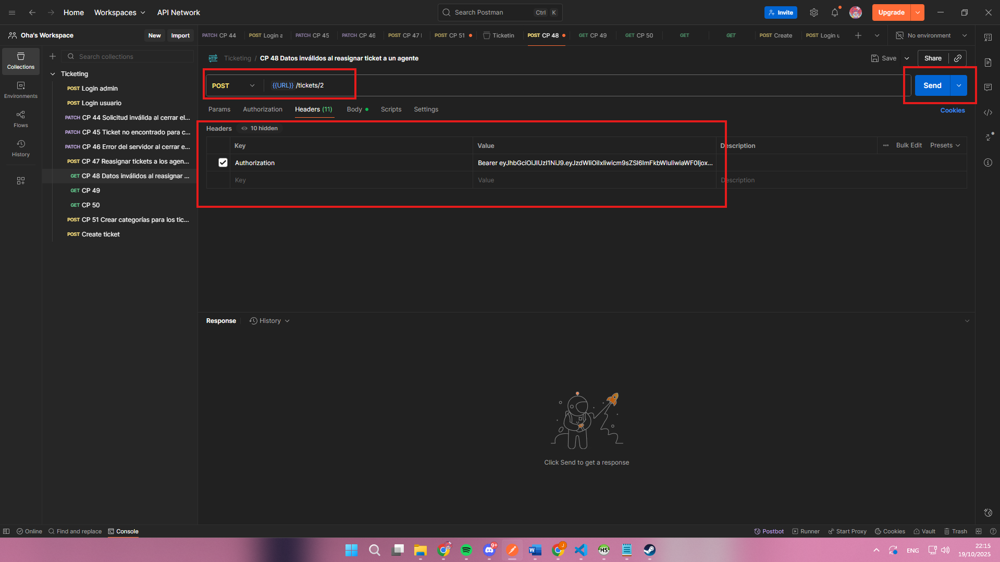 Home
Workspaces
API Network
Search Postman
Ctrl
K
Invite
Upgrade
Oha's Workspace
New
Import
PATCH CP 44
POST Login a
PATCH CP 45
PATCH CP 46
POST CP 47
POST CP 51
Ticketin
POST CP 48
GET CP 49
GET CP 50
GET
GET
POST Create
POST Login u
No environment
Collections
Environments
Flows
History
Search collections
Ticketing
POST Login admin
POST Login usuario
PATCH CP 44 Solicitud inválida al cerrar el...
PATCH CP 45 Ticket no encontrado para c...
PATCH CP 46 Error del servidor al cerrar e...
POST CP 47 Reasignar tickets a los agen...
GET CP 48 Datos inválidos al reasignar ...
GET CP 49
GET CP 50
POST CP 51 Crear categorías para los tic...
POST Create ticket
HTTP
Ticketing / CP 48 Datos inválidos al reasignar ticket a un agente
Save
Share
POST
{{URL}} /tickets/2
Send
Params
Authorization
Headers (11)
Body
Scripts
Settings
Cookies
Headers
10 hidden
Key
Value
Description
Bulk Edit
Presets
Authorization
Key
Value
Description
Response
History
Click Send to get a response
Online
Find and replace
Console
Postbot
Runner
Start Proxy
Cookies
Vault
Trash
9+
J
HS
ENG
22:15
19/10/2025